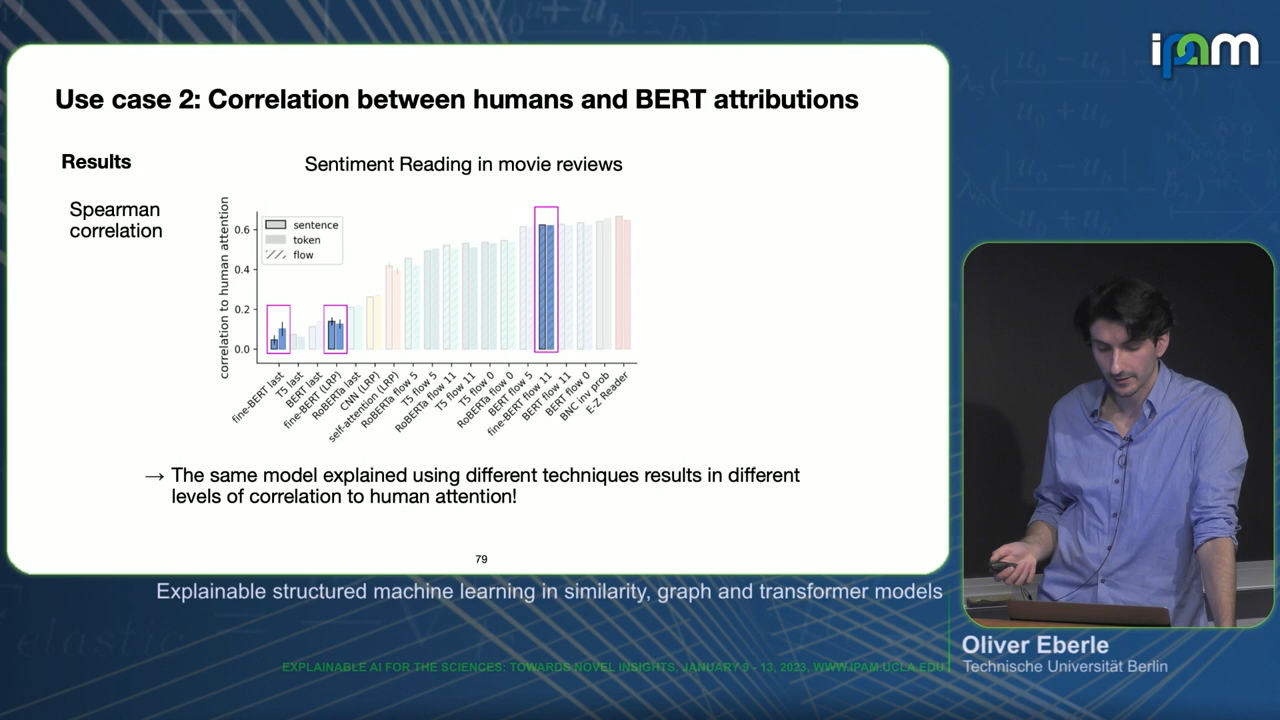 ipam
Use case 2: Correlation between humans and BERT attributions
Results
Sentiment Reading in movie reviews
Spearman
correlation
correlation to human attention
0.6
0.4
0.2
0.0
sentence
token
flow
fine-BERT last
T5 last
BERT last
fine-BERT (LRP)
RoBERTa last
CNN (LRP)
self-attention (LRP)
RoBERTa flow 5
T5 flow 5
RoBERTa flow 11
T5 flow 11
T5 flow 0
RoBERTa flow 0
BERT flow 5
fine-BERT flow 11
BERT flow 11
BERT flow 0
BNC inv prob
E-Z Reader
→ The same model explained using different techniques results in different
levels of correlation to human attention!
79
Explainable structured machine learning in similarity, graph and transformer models
Oliver Eberle
Technische Universität Berlin
EXPLAINABLE AI FOR THE SCIENCES: TOWARDS NOVEL INSIGHTS, JANUARY 9 - 13, 2023, WWW.IPAM.UCLA.EDU
elastic